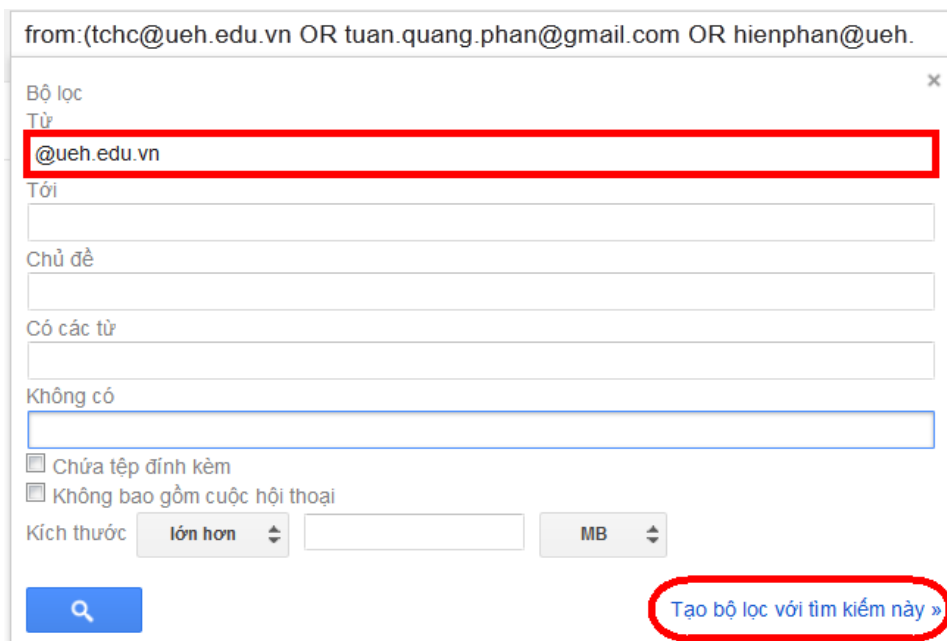 from:(tchc@ueh.edu.vn OR tuan.quang.phan@gmail.com OR hienphan@ueh.
Bộ lọc
Từ
@ueh.edu.vn
Tới
Chủ đề
Có các từ
Không có
Chứa tệp đính kèm
Không bao gồm cuộc hội thoại
Kích thước lớn hơn MB
Tạo bộ lọc với tìm kiếm này »